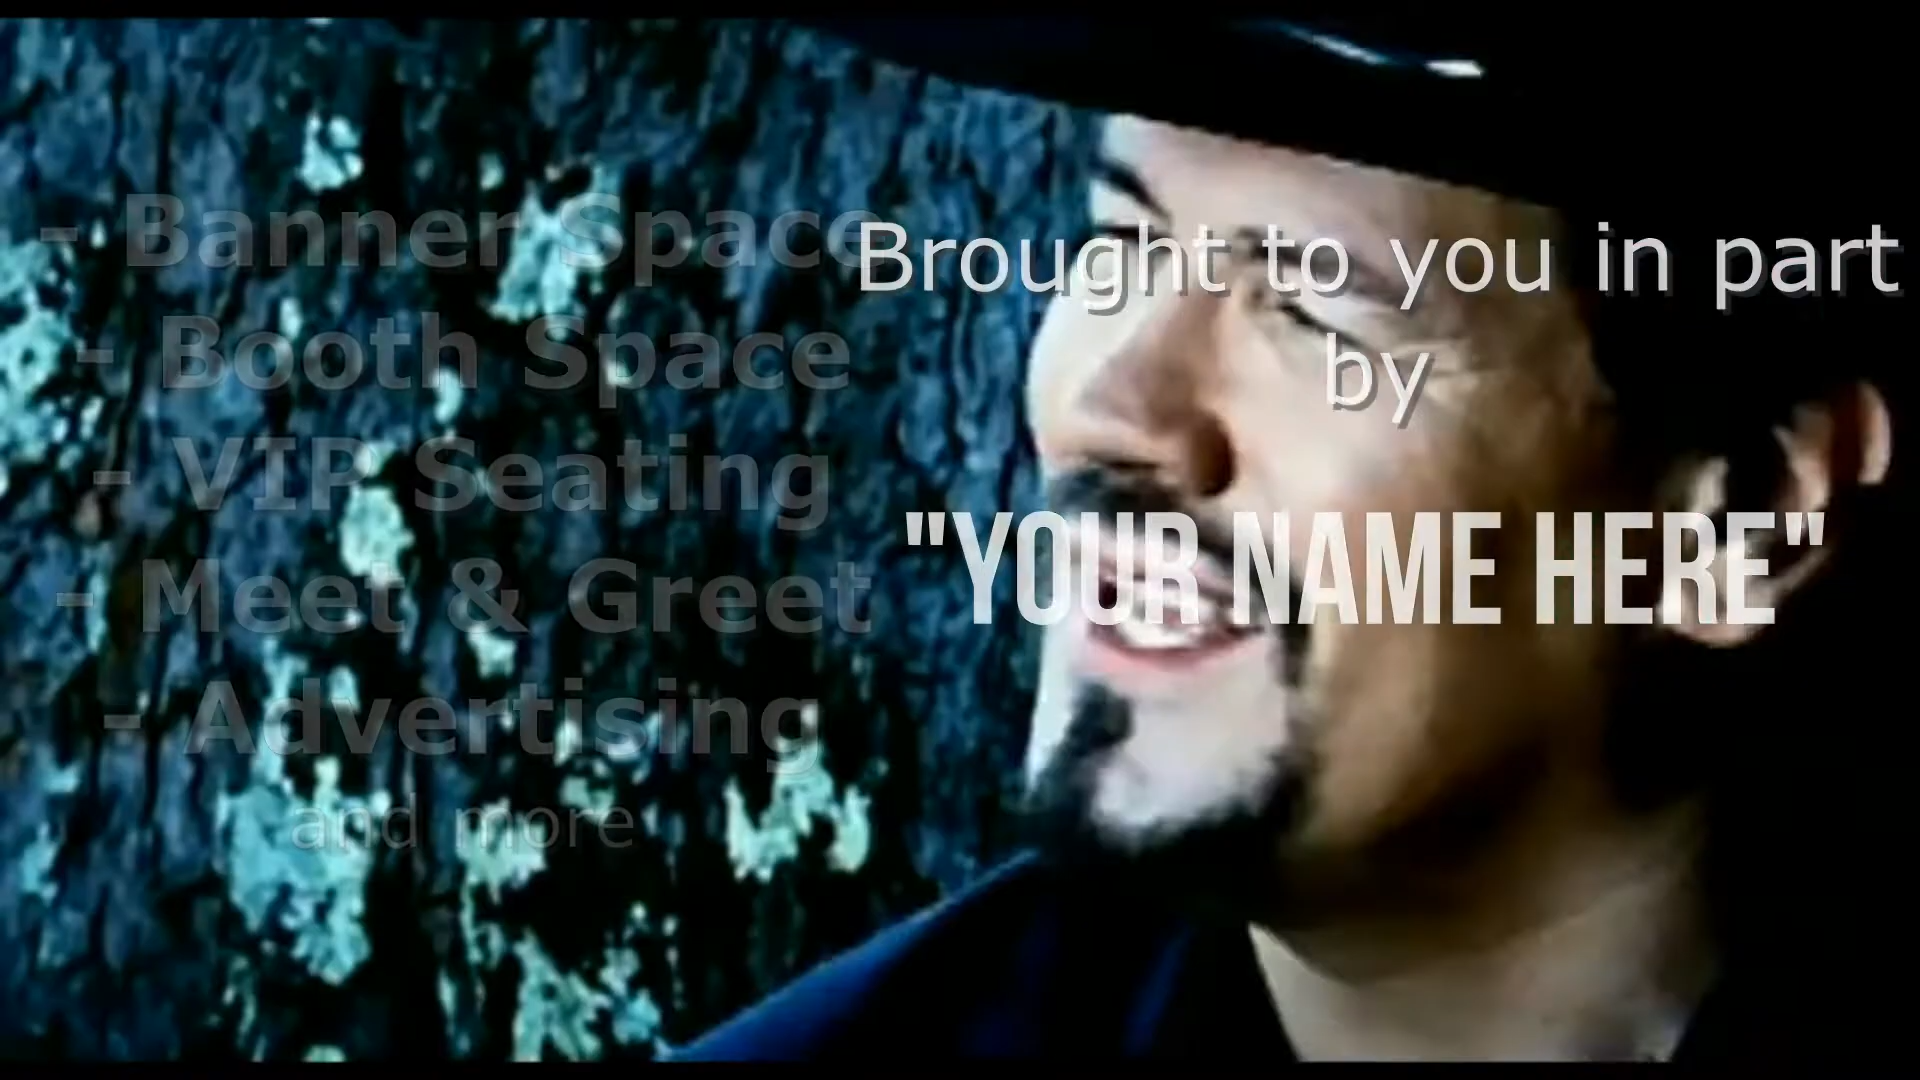 - Banner Space
- Booth Space
- VIP Seating
- Meet & Greet
- Advertising
and more
Brought to you in part
by
"YOUR NAME HERE"